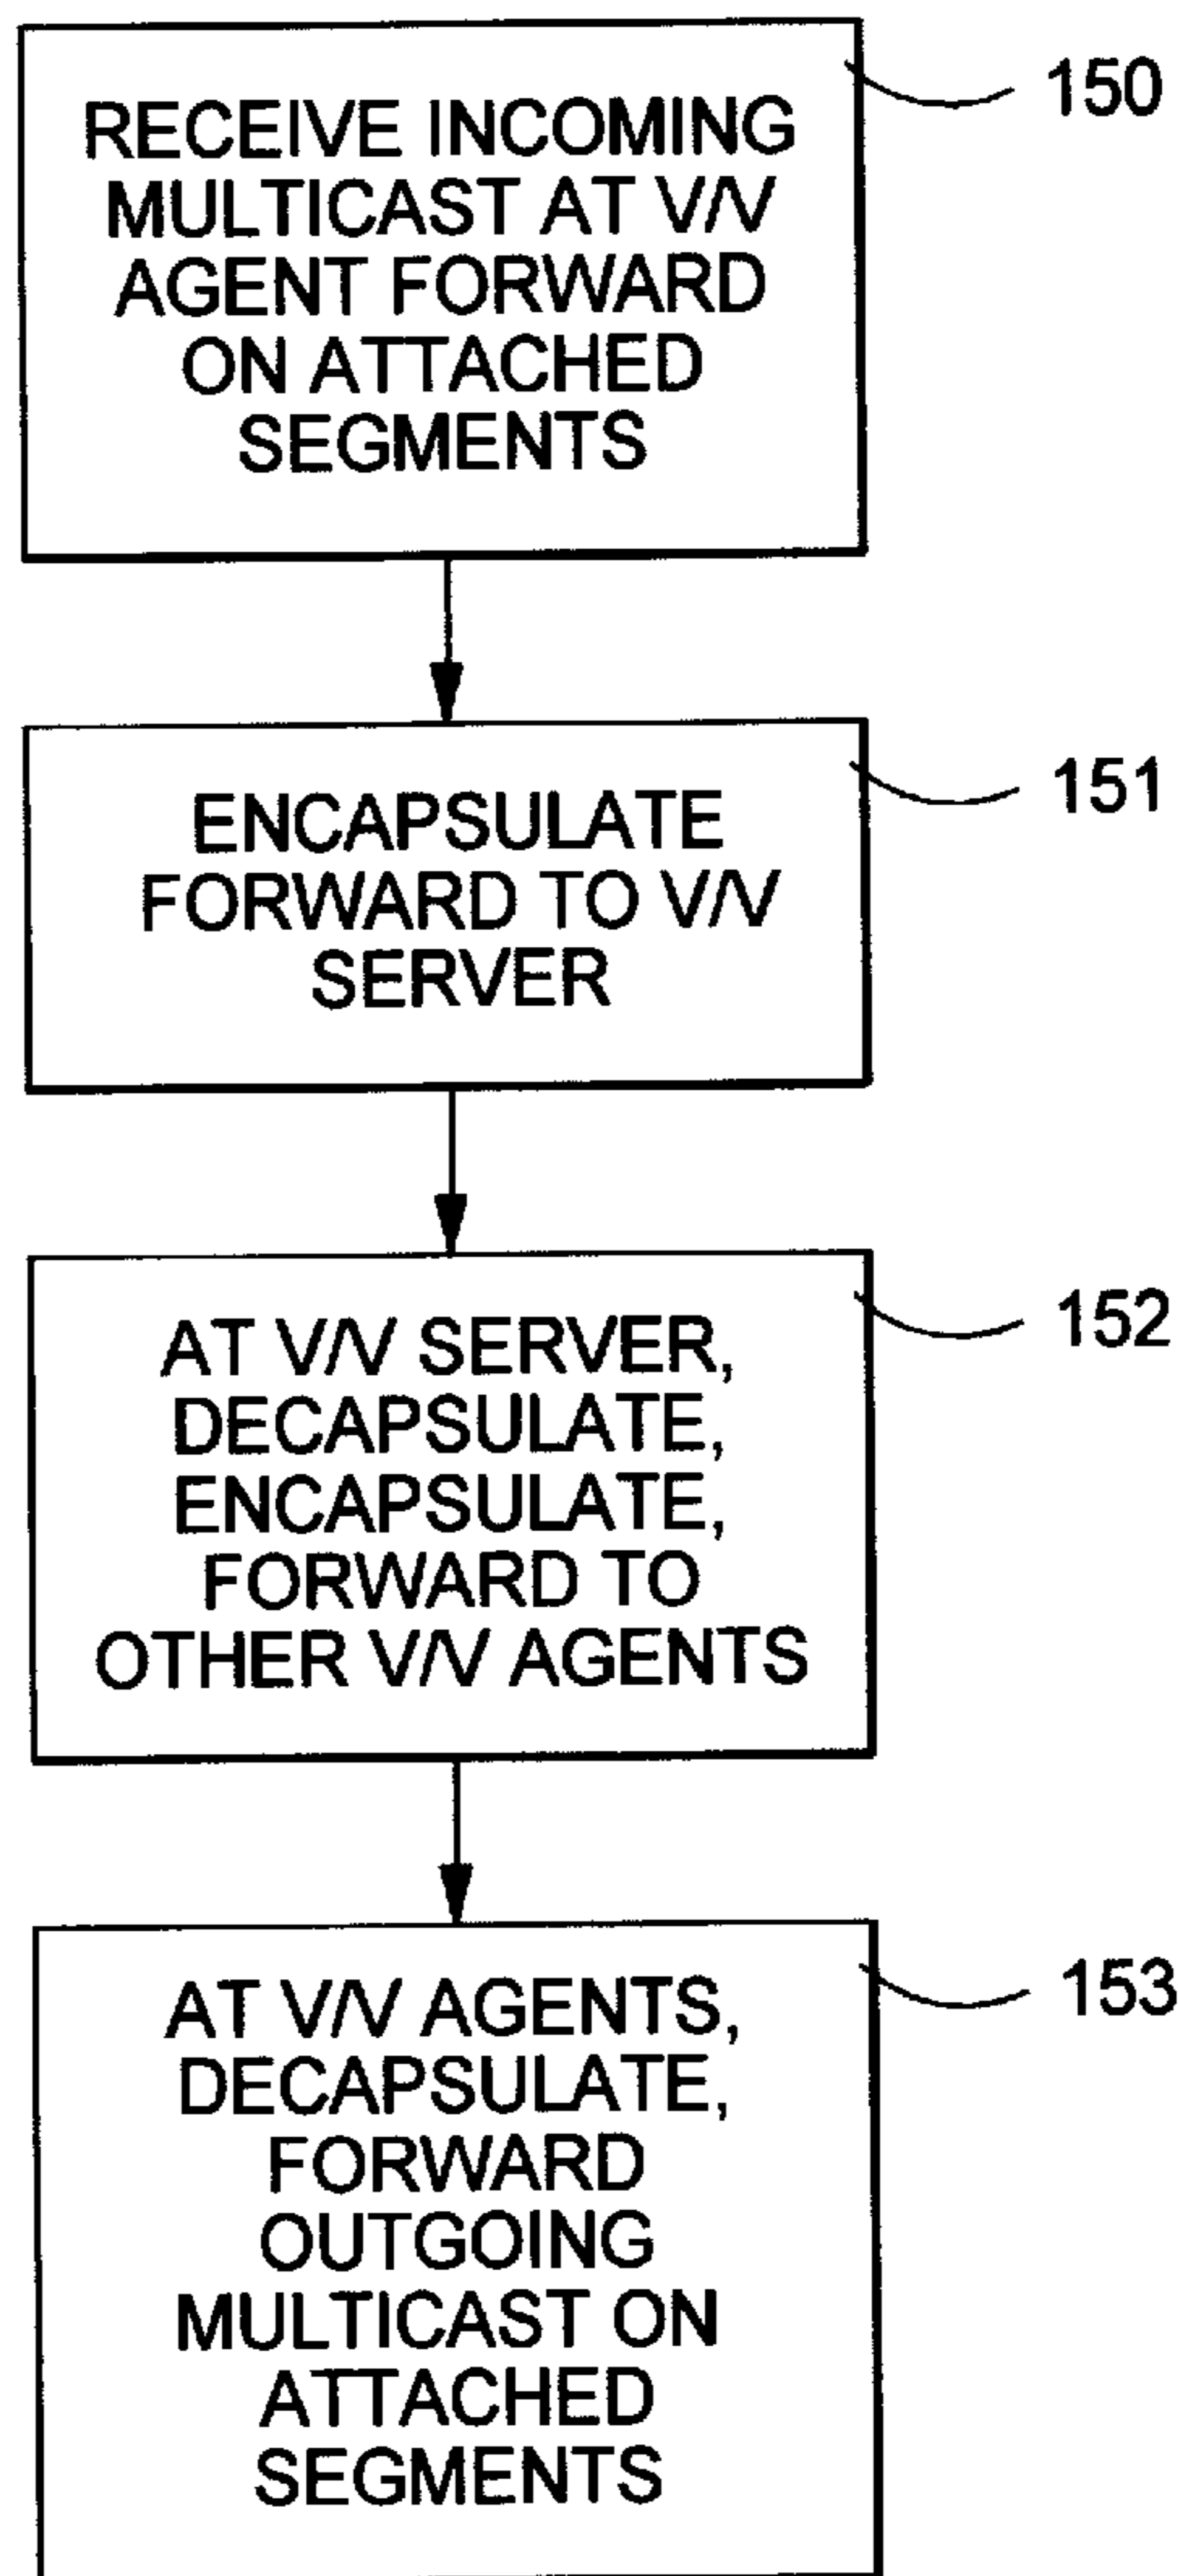 RECEIVE INCOMING
MULTICAST AT V/V
AGENT FORWARD
ON ATTACHED
SEGMENTS
150
ENCAPSULATE
FORWARD TO V/V
SERVER
151
AT V/V SERVER,
DECAPSULATE,
ENCAPSULATE,
FORWARD TO
OTHER V/V AGENTS
152
AT V/V AGENTS,
DECAPSULATE,
FORWARD
OUTGOING
MULTICAST ON
ATTACHED
SEGMENTS
153